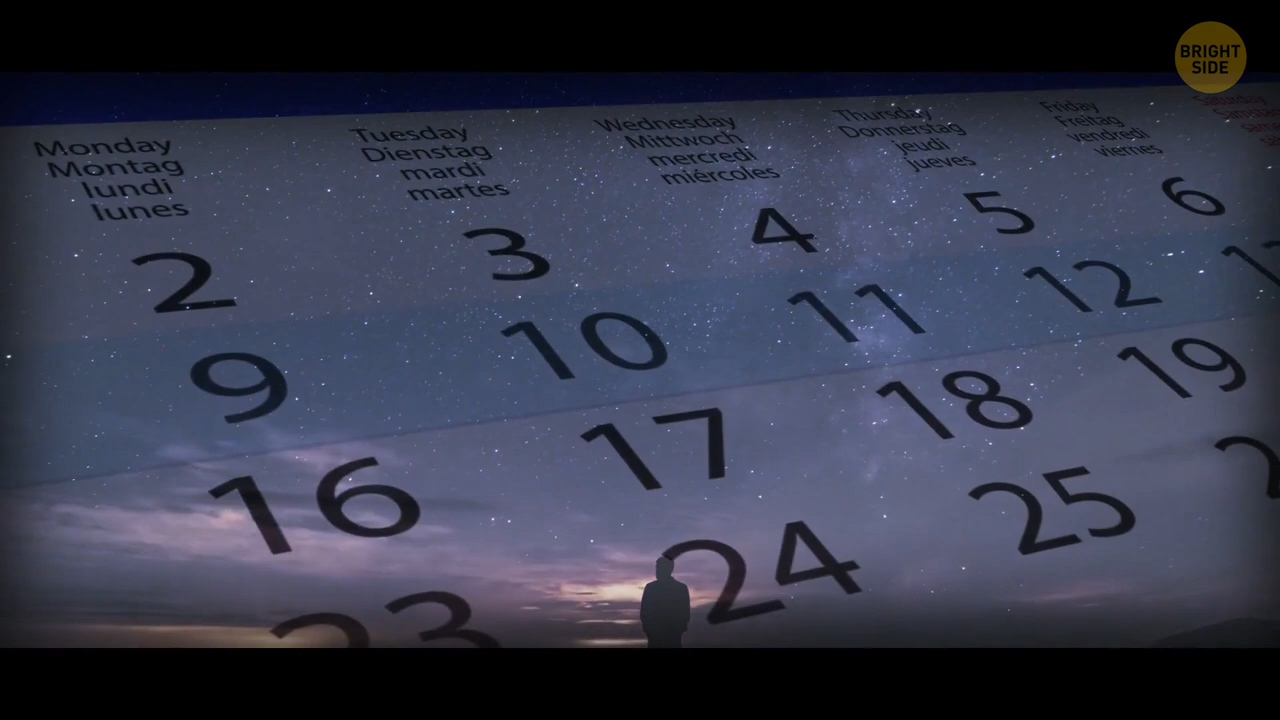 BRIGHT
SIDE
Monday
Montag
lundi
lunes
Tuesday
Dienstag
mardi
martes
Wednesday
Mittwoch
mercredi
miércoles
Thursday
Donnerstag
jeudi
jueves
Friday
Freitag
vendredi
viernes
Saturday
2 3 4 5 6
9 10 11 12
16 17 18 19
23 24 25